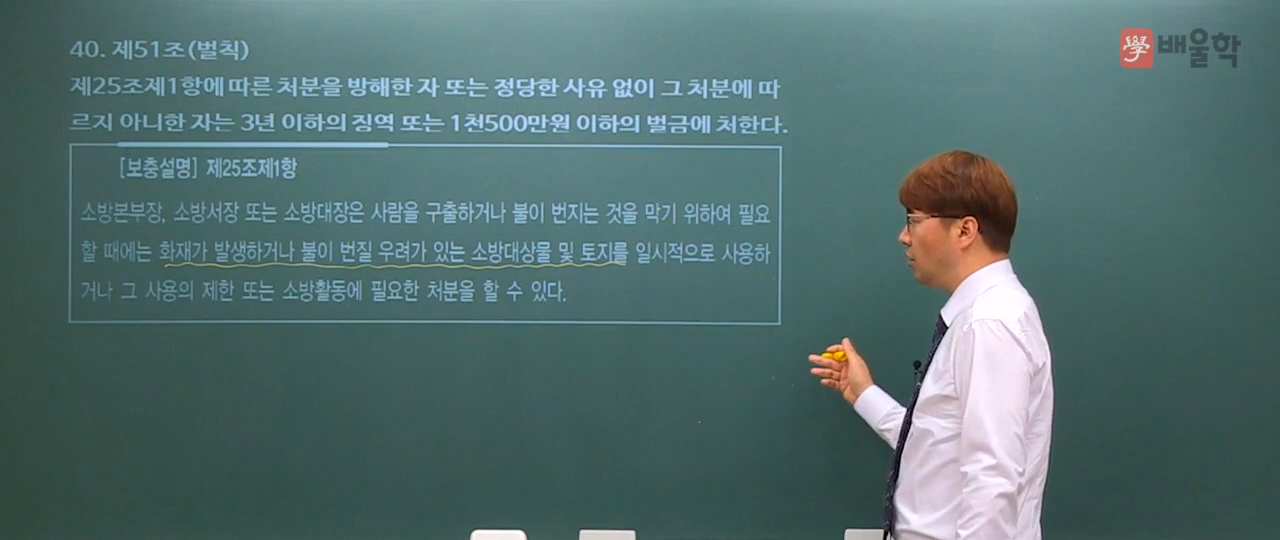 40. 제51조(벌칙)
學 배울학
제25조제1항에 따른 처분을 방해한 자 또는 정당한 사유 없이 그 처분에 따
르지 아니한 자는 3년 이하의 징역 또는 1천500만원 이하의 벌금에 처한다.
[보충설명] 제25조제1항
소방본부장, 소방서장 또는 소방대장은 사람을 구출하거나 불이 번지는 것을 막기 위하여 필요
할 때에는 화재가 발생하거나 불이 번질 우려가 있는 소방대상물 및 토지를 일시적으로 사용하
거나 그 사용의 제한 또는 소방활동에 필요한 처분을 할 수 있다.